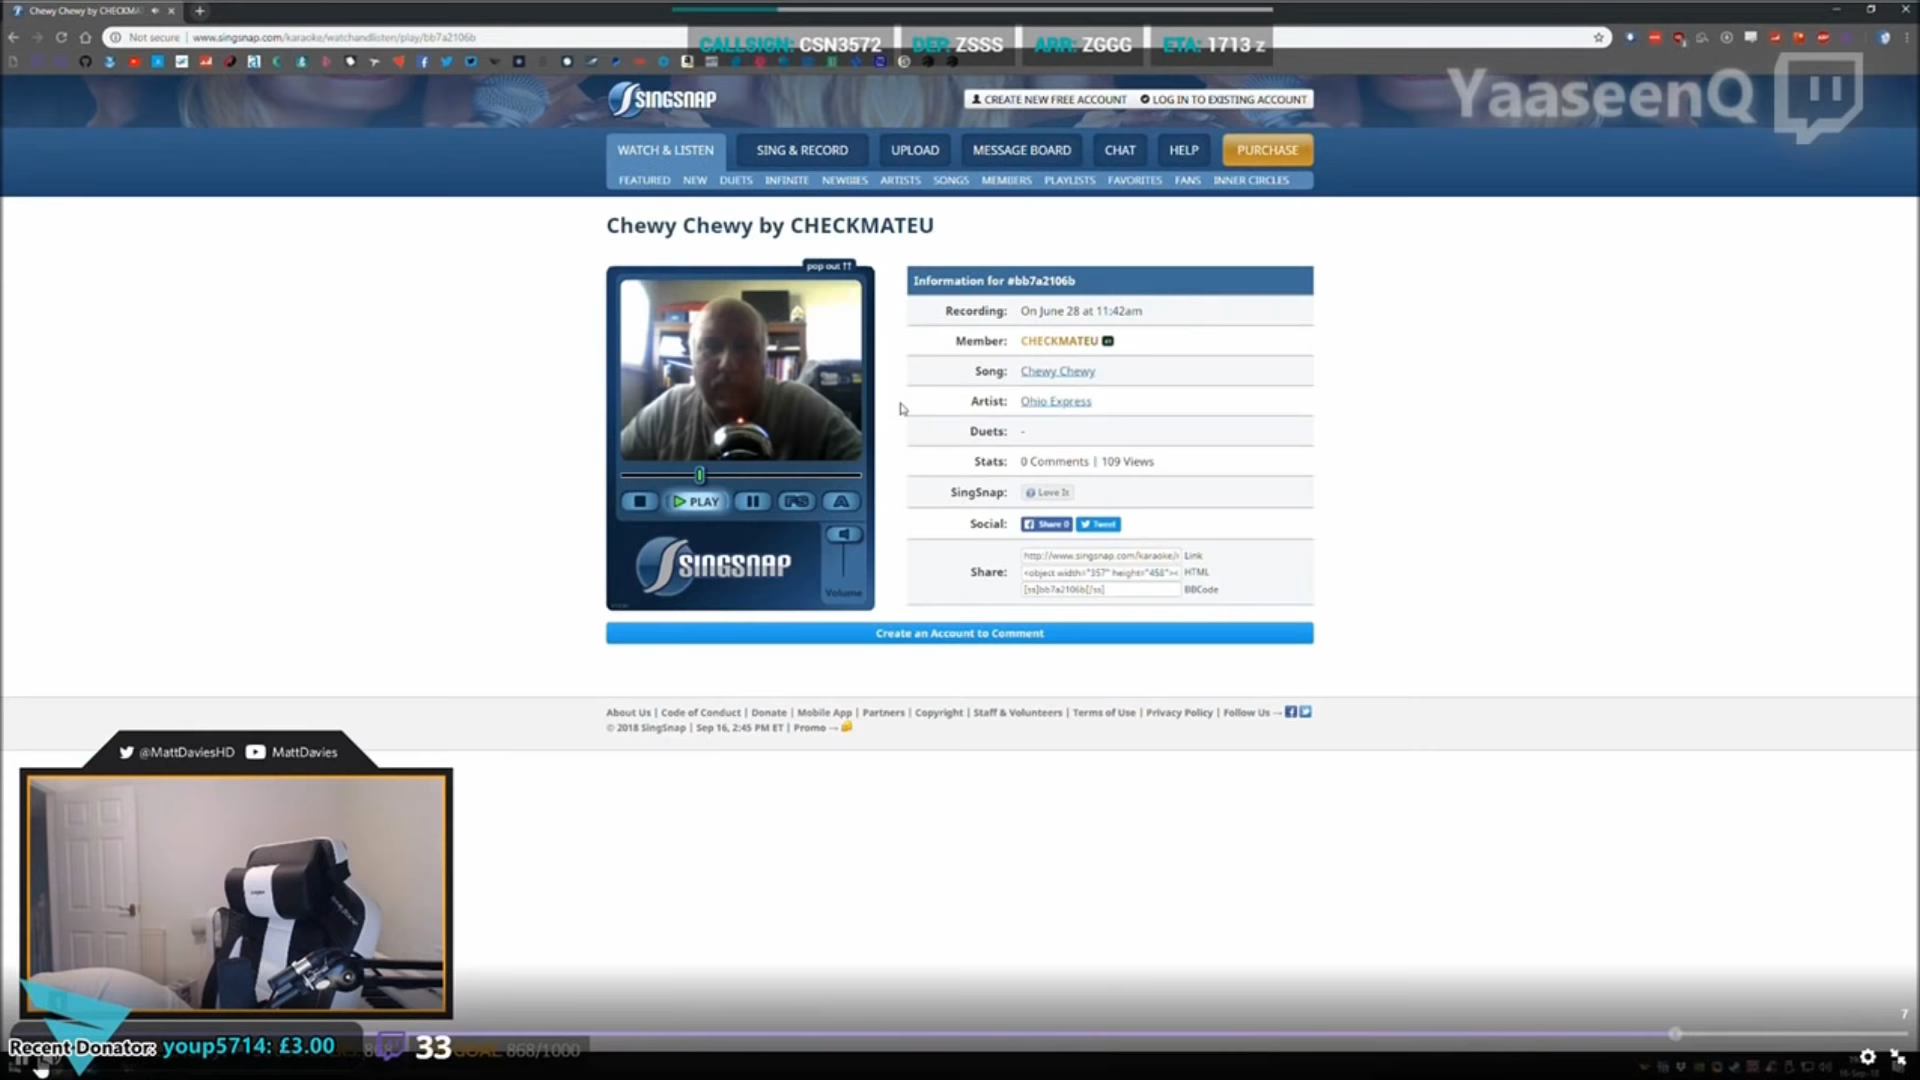 Chewy Chewy by CHECKMA
Not secure | www.singsnap.com/karaoke/watchandlisten/play/bb7a2106b
CALLSIGN: CSN3572 DEP: ZSSS ARR: ZGGG ETA: 1713 z
YaaseenQ
SINGSNAP
CREATE NEW FREE ACCOUNT LOG IN TO EXISTING ACCOUNT
WATCH & LISTEN SING & RECORD UPLOAD MESSAGE BOARD CHAT HELP PURCHASE
FEATURED NEW DUETS INFINITE NEWBIES ARTISTS SONGS MEMBERS PLAYLISTS FAVORITES FANS INNER CIRCLES
Chewy Chewy by CHECKMATEU
pop out ↑↑
Information for #bb7a2106b
Recording: On June 28 at 11:42am
Member: CHECKMATEU
Song: Chewy Chewy
Artist: Ohio Express
Duets: -
Stats: 0 Comments | 109 Views
SingSnap: Love It
Social: Share 0 Tweet
Share: http://www.singsnap.com/karaoke/ Link
<object width="357" height="458">< HTML
[ss]bb7a2106b[/ss] BBCode
PLAY FS A
SINGSNAP
Volume
Create an Account to Comment
About Us | Code of Conduct | Donate | Mobile App | Partners | Copyright | Staff & Volunteers | Terms of Use | Privacy Policy | Follow Us →
© 2018 SingSnap | Sep 16, 2:45 PM ET | Promo →
@MattDaviesHD MattDavies
7
Recent Donator: youp5714: £3.00 33 GOAL: 868/1000
16-Sep-18